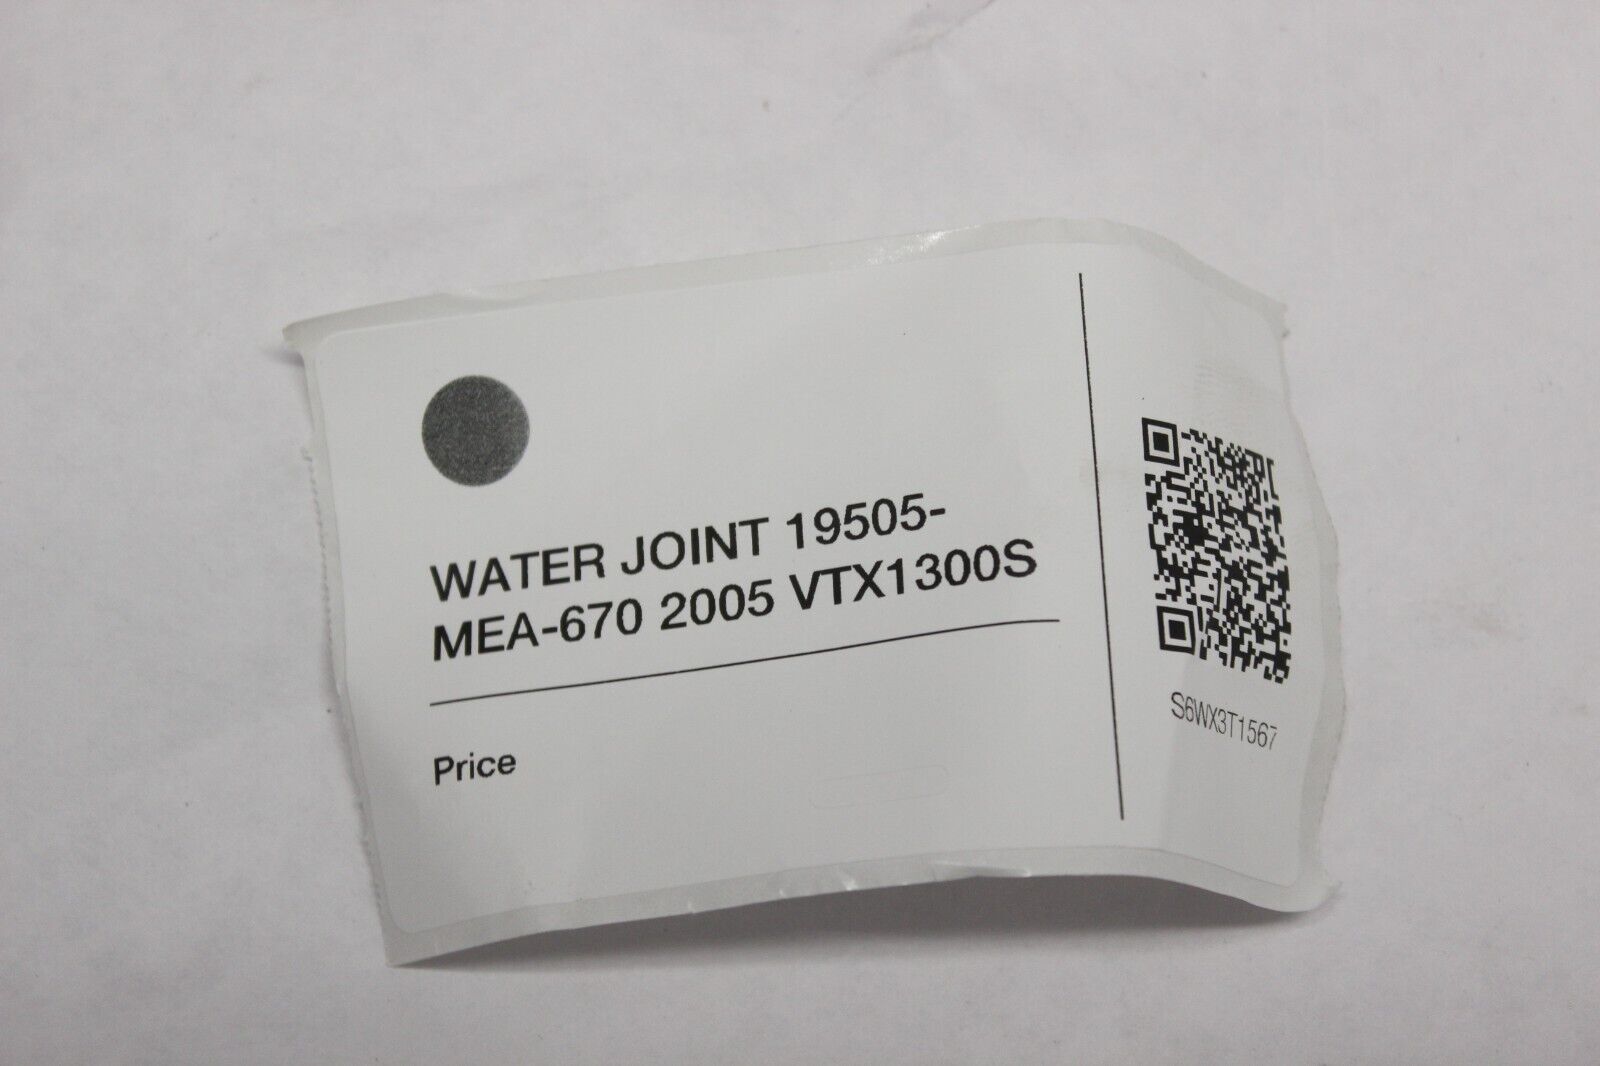 WATER JOINT 19505-
MEA-670 2005 VTX1300S
Price
S6WX3T1567